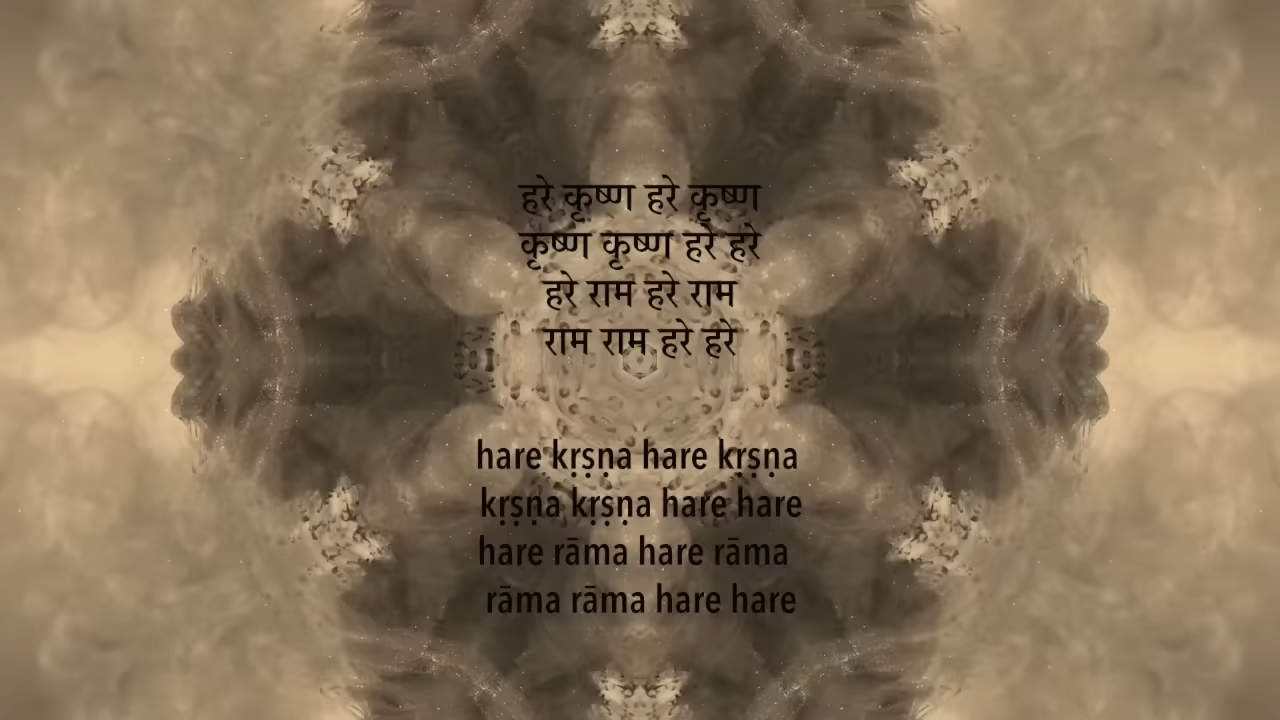 हरे कृष्ण हरे कृष्ण
कृष्ण कृष्ण हरे हरे
हरे राम हरे राम
राम राम हरे हरे
hare kṛṣṇa hare kṛṣṇa
kṛṣṇa kṛṣṇa hare hare
hare rāma hare rāma
rāma rāma hare hare